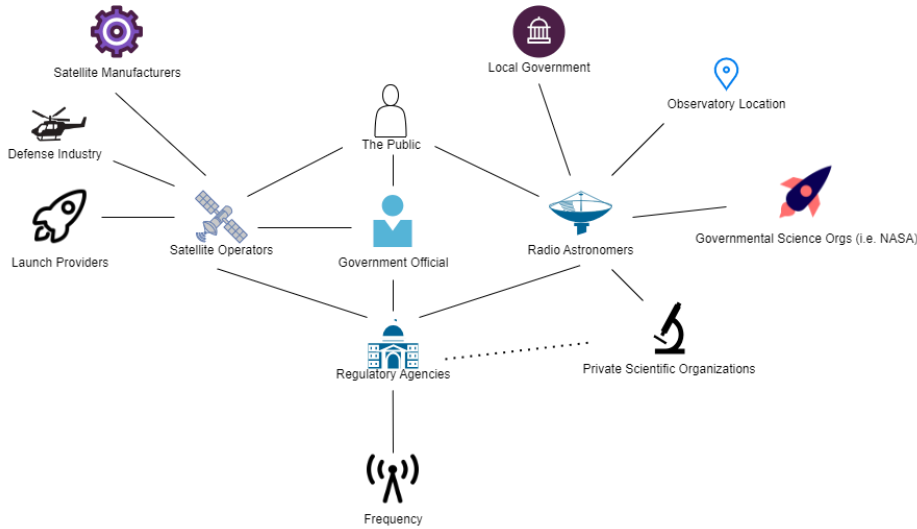 Satellite Manufacturers
Local Government
Observatory Location
The Public
Defense Industry
Governmental Science Orgs (i.e. NASA)
Satellite Operators
Government Official
Radio Astronomers
Launch Providers
Regulatory Agencies
Private Scientific Organizations
Frequency